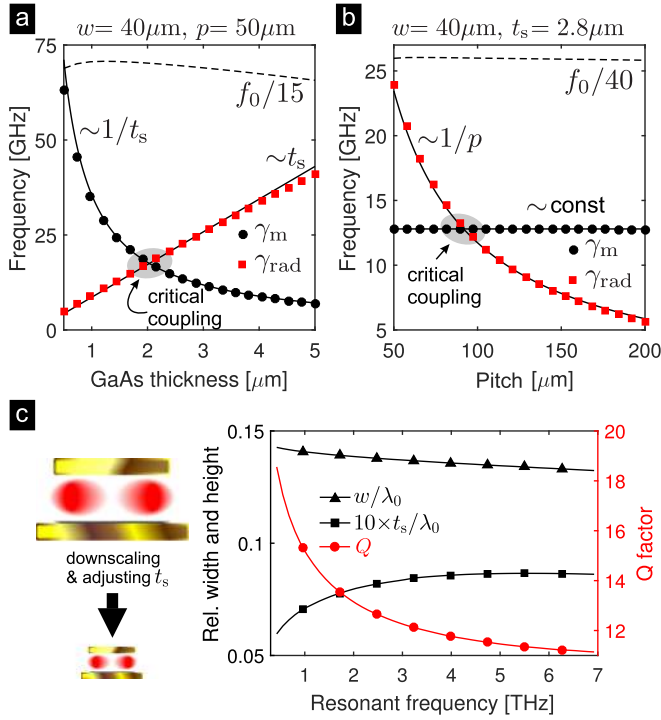 a
w = 40μm, p = 50μm
75
50
25
0
Frequency [GHz]
f₀/15
~1/tₛ
~tₛ
γm
γrad
critical
coupling
1
2
3
4
5
GaAs thickness [μm]
b
w = 40μm, tₛ = 2.8μm
25
20
15
10
5
Frequency [GHz]
f₀/40
~1/p
~const
γm
γrad
critical
coupling
50
100
150
200
Pitch [μm]
c
downscaling
& adjusting tₛ
0.15
0.1
0.05
Rel. width and height
w/λ₀
10×tₛ/λ₀
Q
20
18
16
14
12
Q factor
1
2
3
4
5
6
7
Resonant frequency [THz]